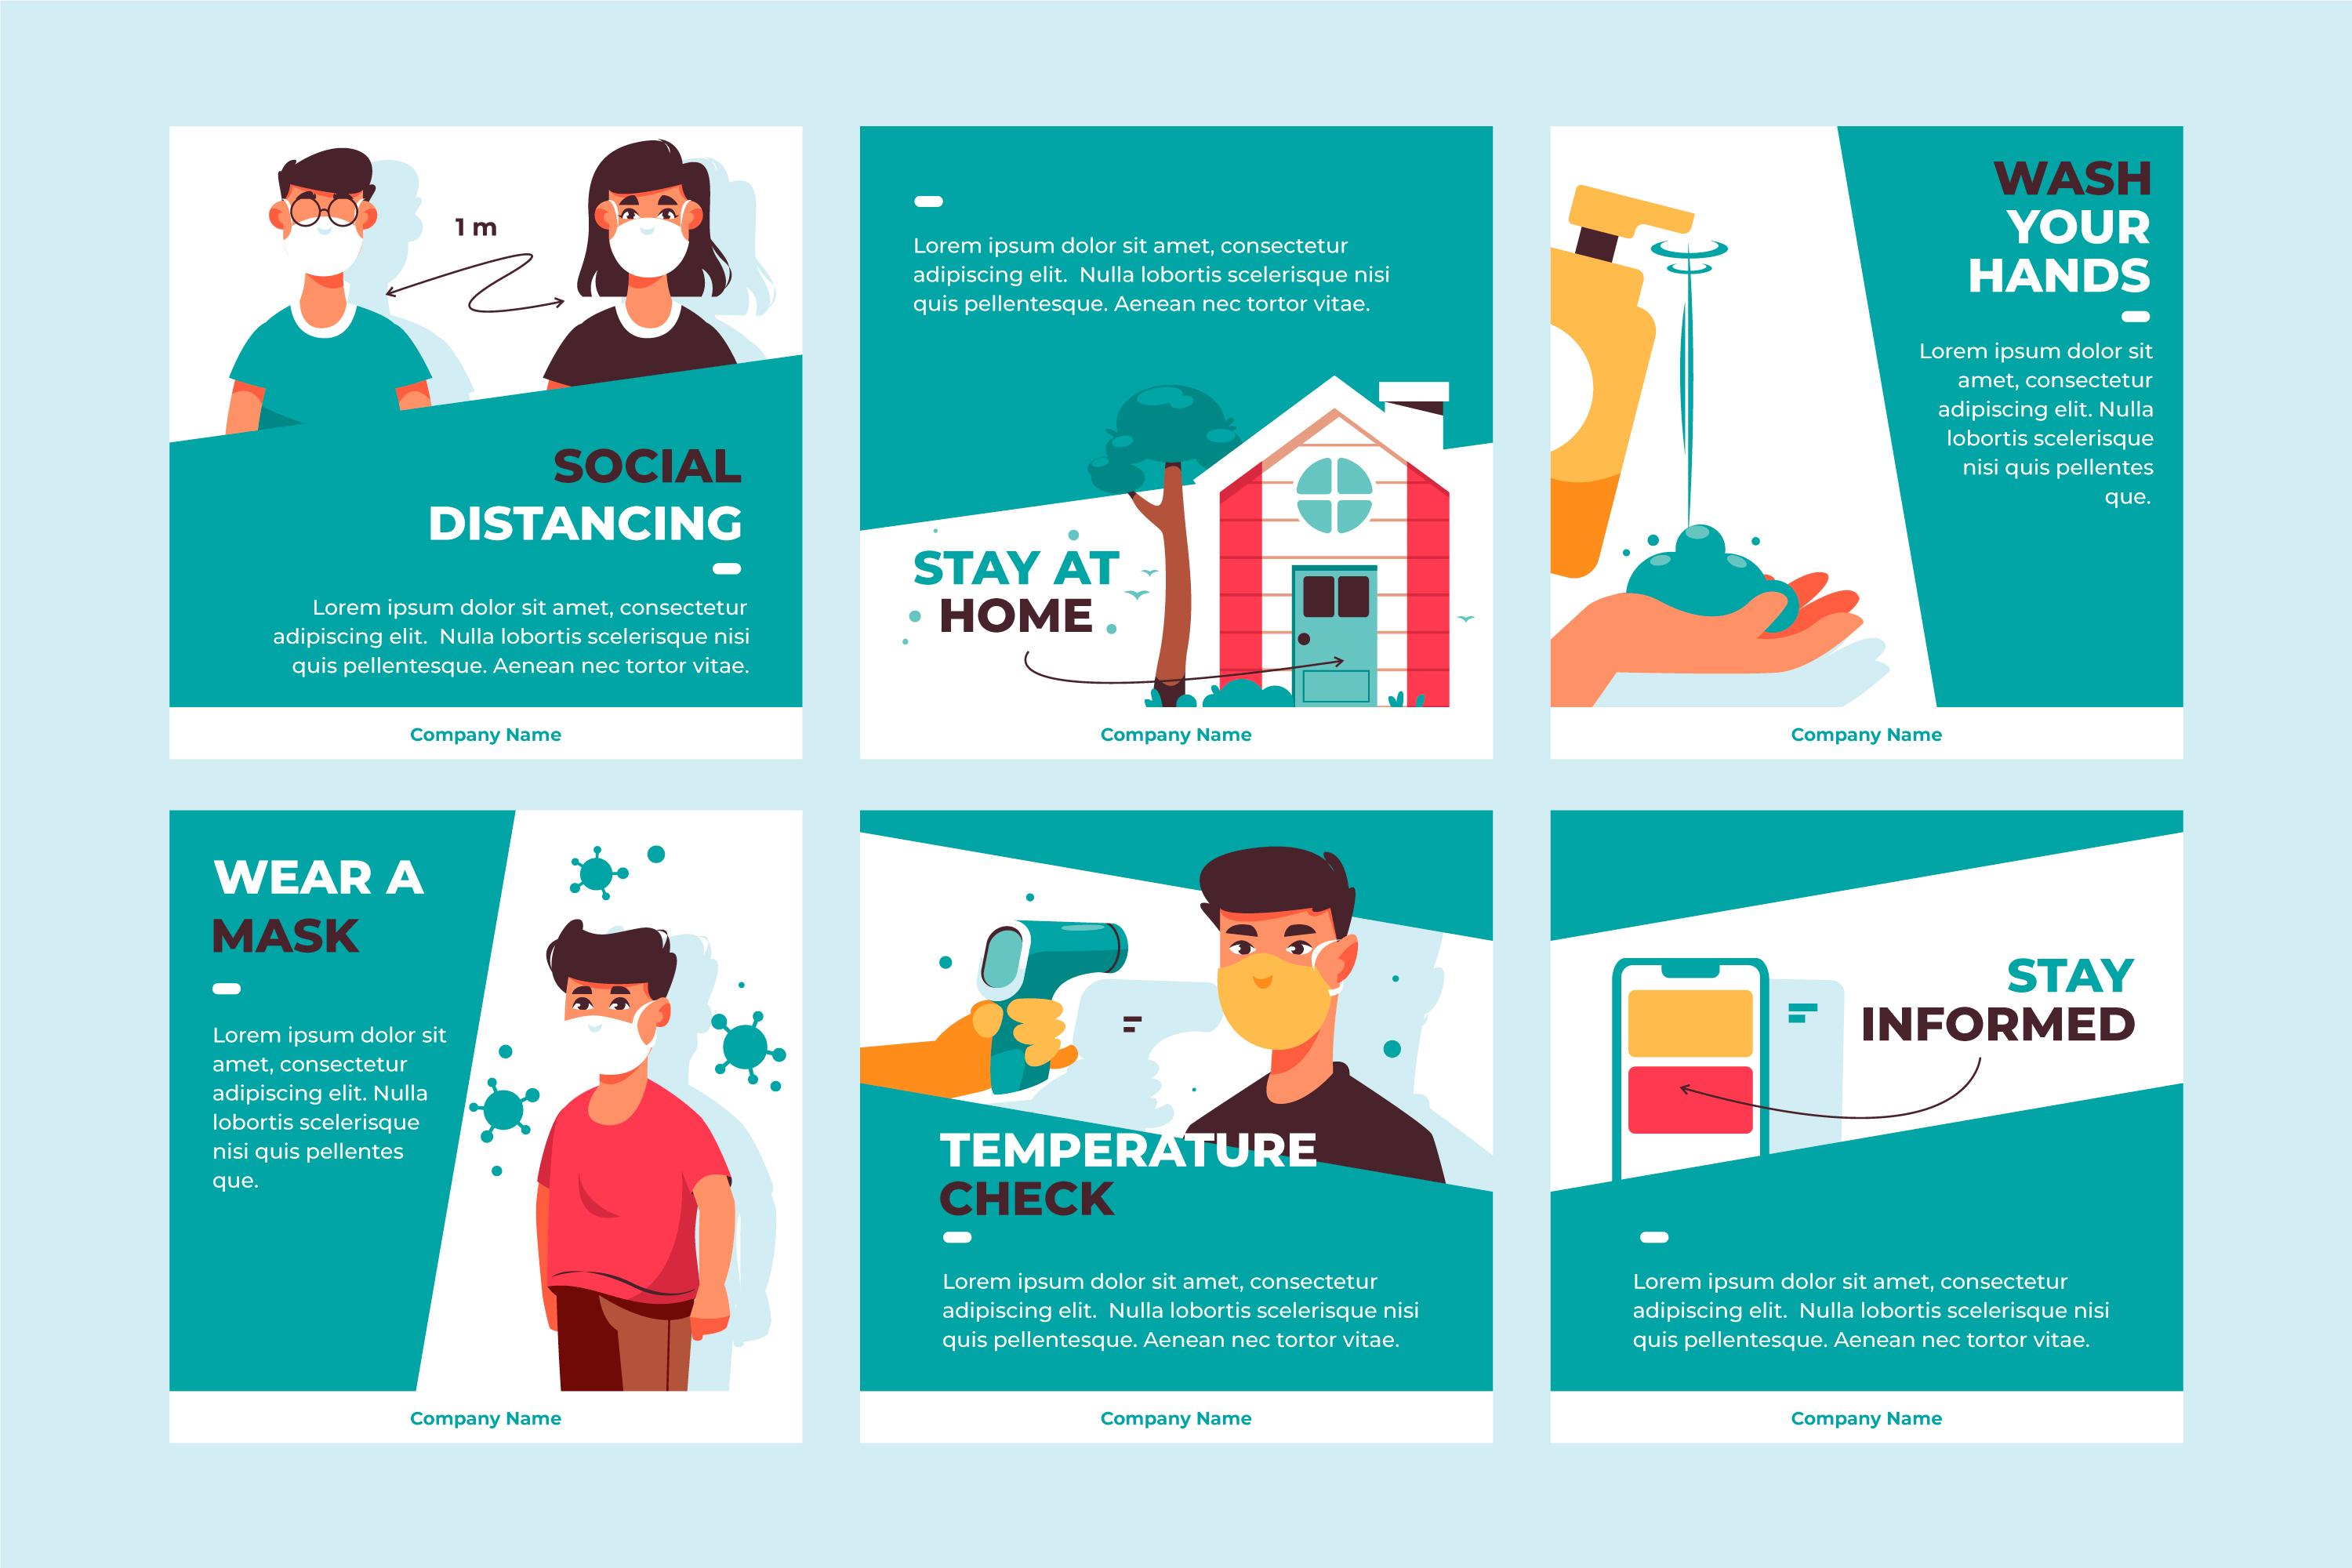 1 m
SOCIAL
DISTANCING
Lorem ipsum dolor sit amet, consectetur
adipiscing elit.  Nulla lobortis scelerisque nisi
quis pellentesque. Aenean nec tortor vitae.
Company Name
Lorem ipsum dolor sit amet, consectetur
adipiscing elit.  Nulla lobortis scelerisque nisi
quis pellentesque. Aenean nec tortor vitae.
STAY AT
HOME
Company Name
WASH
YOUR
HANDS
Lorem ipsum dolor sit
amet, consectetur
adipiscing elit. Nulla
lobortis scelerisque
nisi quis pellentes
que.
Company Name
WEAR A
MASK
Lorem ipsum dolor sit
amet, consectetur
adipiscing elit. Nulla
lobortis scelerisque
nisi quis pellentes
que.
Company Name
TEMPERATURE
CHECK
Lorem ipsum dolor sit amet, consectetur
adipiscing elit.  Nulla lobortis scelerisque nisi
quis pellentesque. Aenean nec tortor vitae.
Company Name
STAY
INFORMED
Lorem ipsum dolor sit amet, consectetur
adipiscing elit.  Nulla lobortis scelerisque nisi
quis pellentesque. Aenean nec tortor vitae.
Company Name